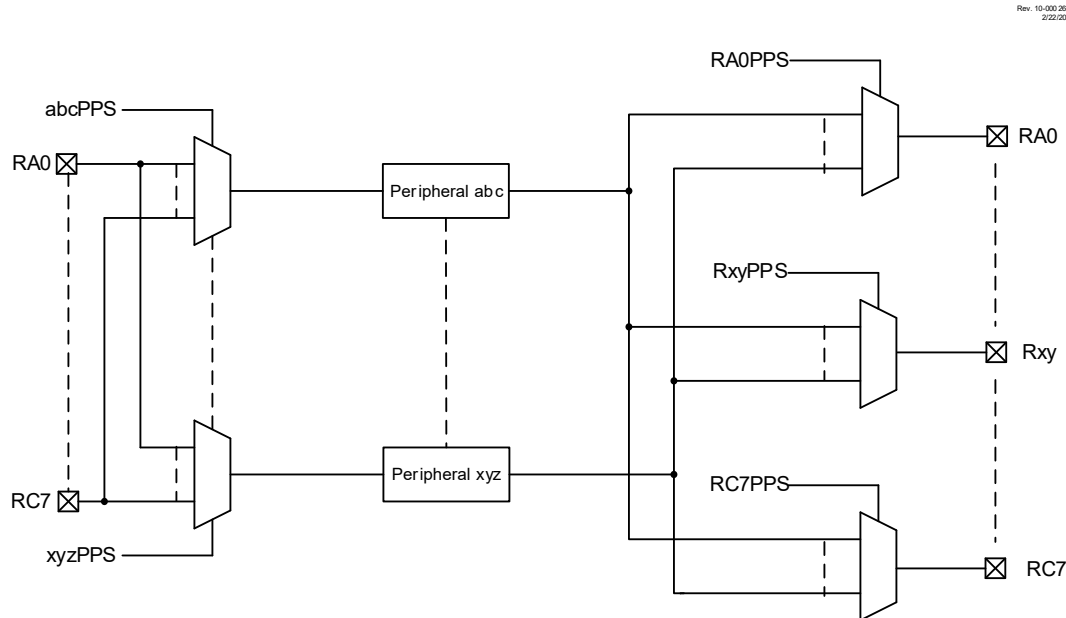 Rev. 10-000 26
2/22/20
RA0PPS
abcPPS
RA0
RA0
Peripheral abc
RxyPPS
Rxy
Peripheral xyz
RC7PPS
RC7
xyzPPS
RC7